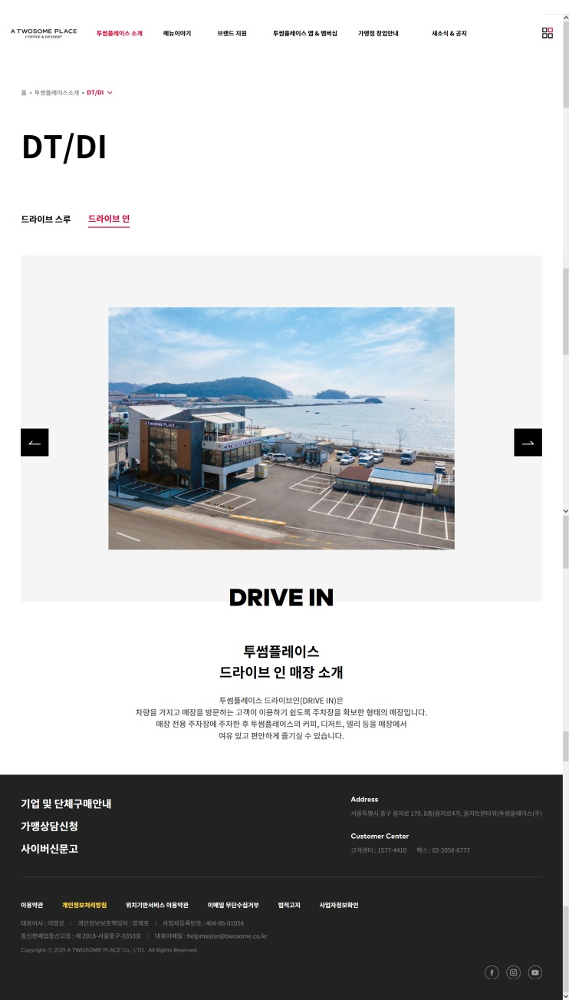 A TWOSOME PLACE
COFFEE & DESSERT
투썸플레이스 소개
메뉴이야기
브랜드 지원
투썸플레이스 앱 & 멤버십
가맹점 창업안내
새소식 & 공지
홈 • 투썸플레이스소개 • DT/DI
DT/DI
드라이브 스루
드라이브 인
A TWOSOME PLACE
A TWOSOME PLACE
DRIVE IN
투썸플레이스
드라이브 인 매장 소개
투썸플레이스 드라이브인(DRIVE IN)은
차량을 가지고 매장을 방문하는 고객이 이용하기 쉽도록 주차장을 확보한 형태의 매장입니다.
매장 전용 주차장에 주차한 후 투썸플레이스의 커피, 디저트, 델리 등을 매장에서
여유 있고 편안하게 즐기실 수 있습니다.
기업 및 단체구매안내
가맹상담신청
사이버신문고
Address
서울특별시 중구 을지로 170, 8층(을지로4가, 을지트윈타워)투썸플레이스(주)
Customer Center
고객센터 : 1577-4410 팩스 : 02-2058-6777
이용약관
개인정보처리방침
위치기반서비스 이용약관
이메일 무단수집거부
법적고지
사업자정보확인
대표이사 : 이영상 | 개인정보보호책임자 : 장재호 | 사업자등록번호 : 404-86-01054
통신판매업종신고증 : 제 2018-서울중구-0353호 | 대표이메일 : helpmaster@twosome.co.kr
Copyright ⓒ 2021 A TWOSOME PLACE Co., LTD. All Rights Reserved.